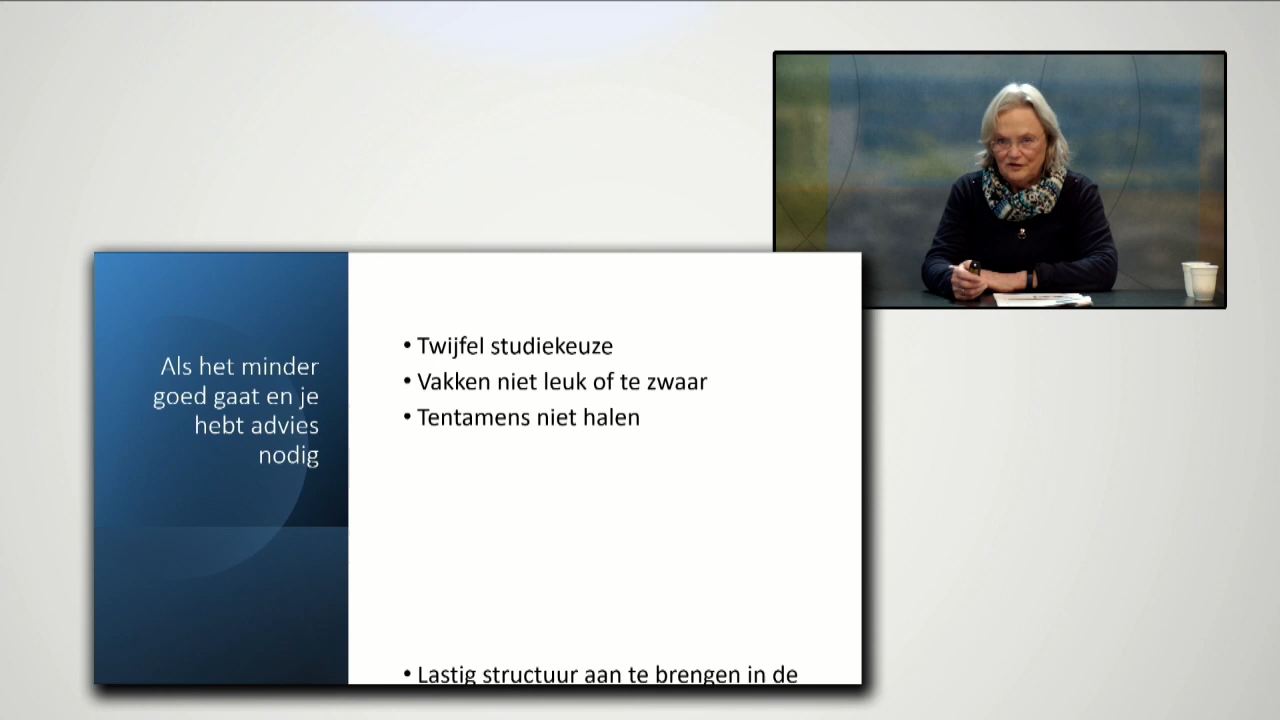 Als het minder
goed gaat en je
hebt advies
nodig
• Twijfel studiekeuze
• Vakken niet leuk of te zwaar
• Tentamens niet halen
• Lastig structuur aan te brengen in de